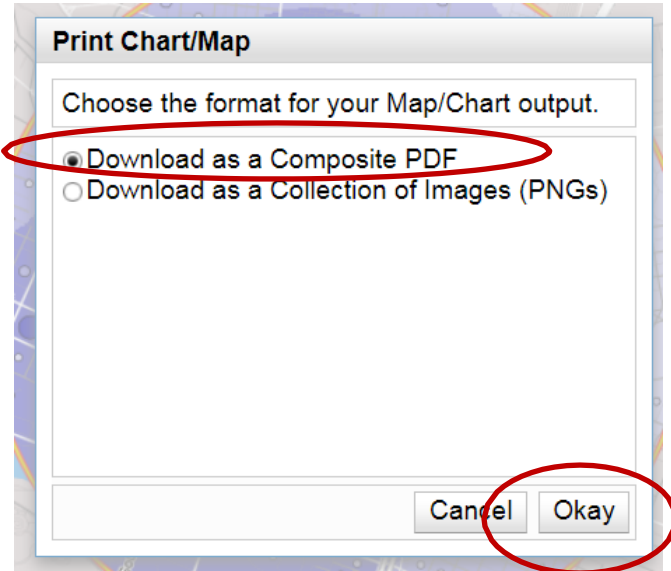 Print Chart/Map
Choose the format for your Map/Chart output.
Download as a Composite PDF
Download as a Collection of Images (PNGs)
Cancel Okay